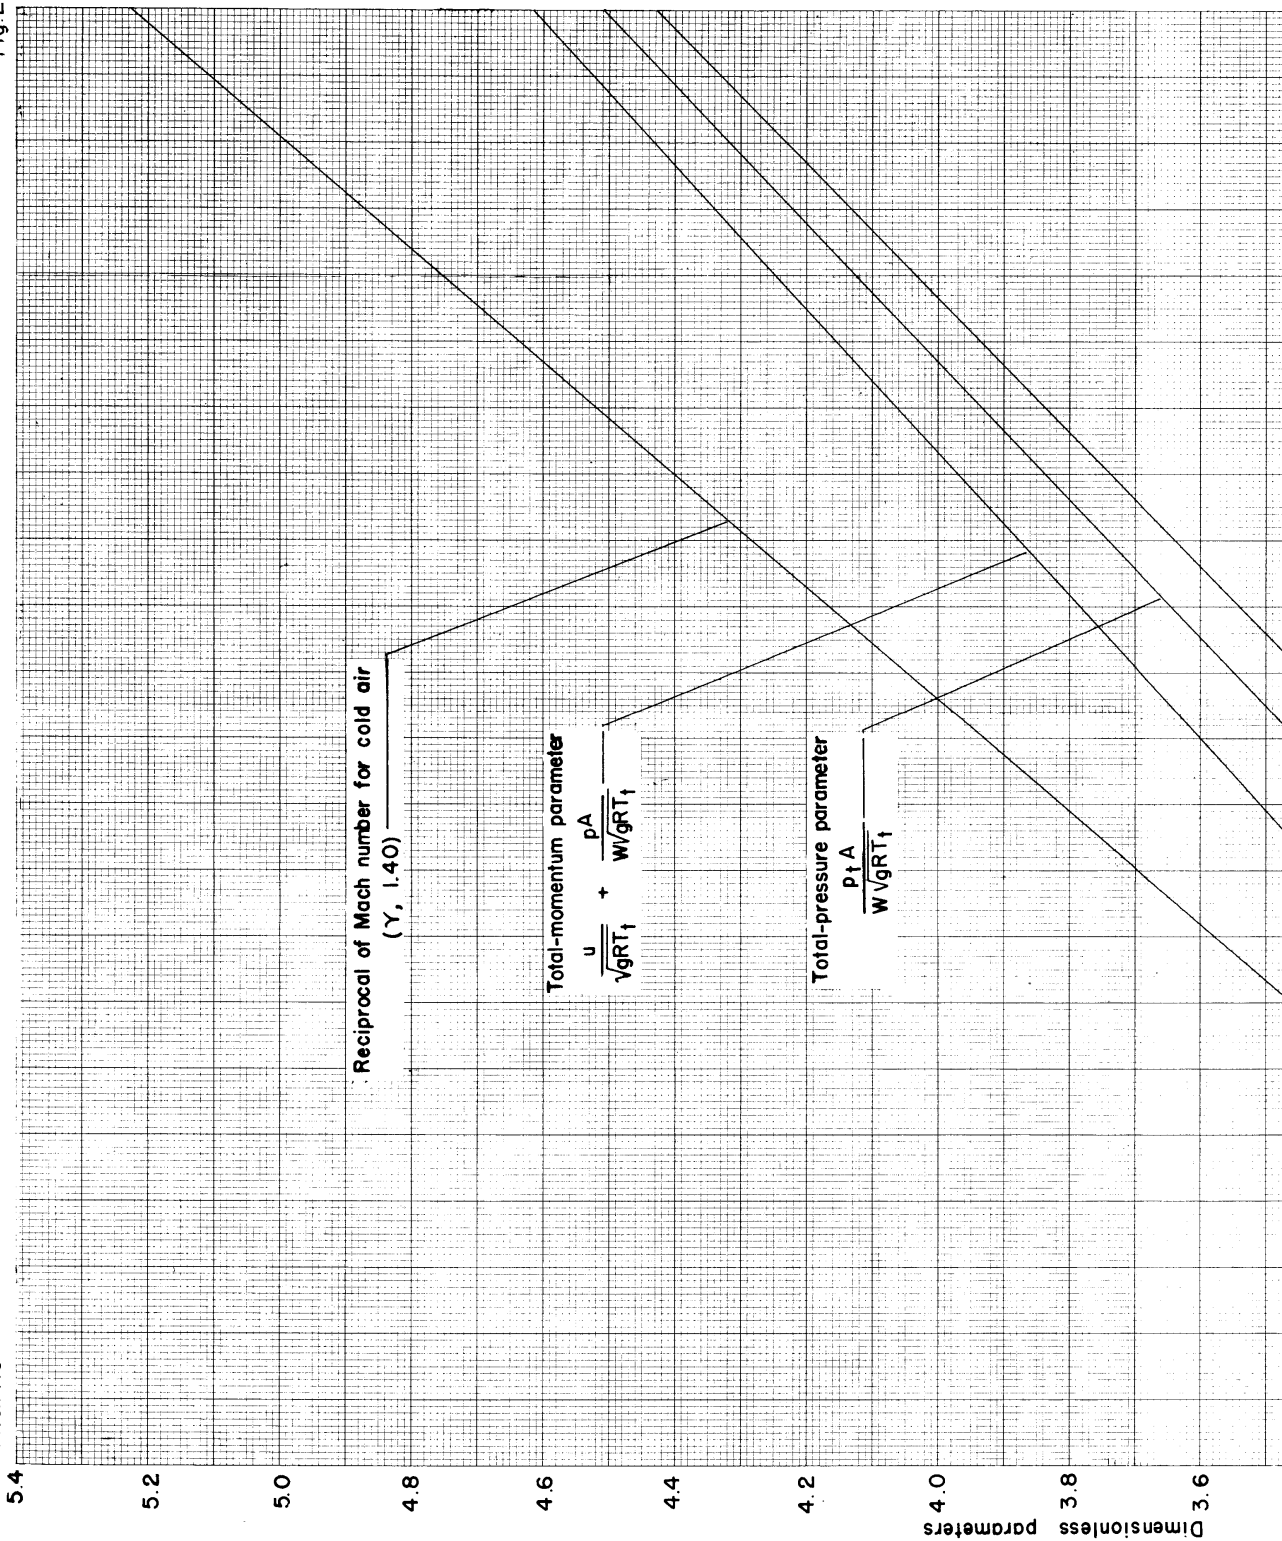 5.4
5.2
5.0
4.8
4.6
4.4
4.2
4.0
3.8
3.6
Dimensionless parameters
Reciprocal of Mach number for cold air
(γ, 1.40)
Total-momentum parameter
u/√gRTt + pA/W√gRTt
Total-pressure parameter
ptA/W√gRTt